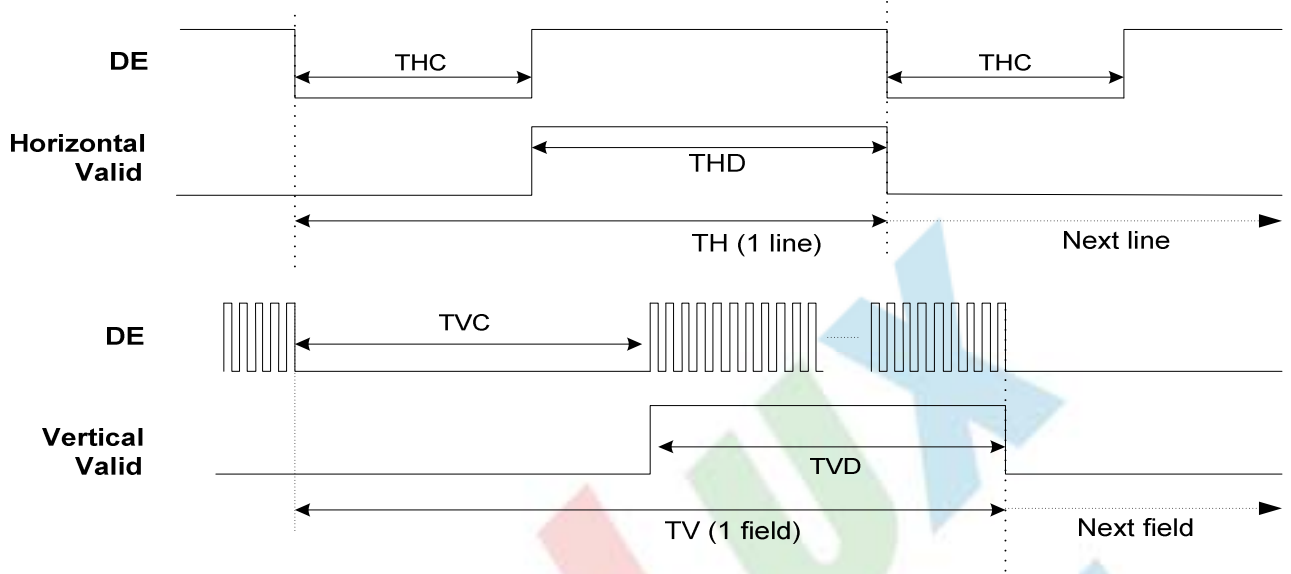 DE
THC
THC
Horizontal
Valid
THD
TH (1 line)
Next line
DE
TVC
Vertical
Valid
TVD
TV (1 field)
Next field